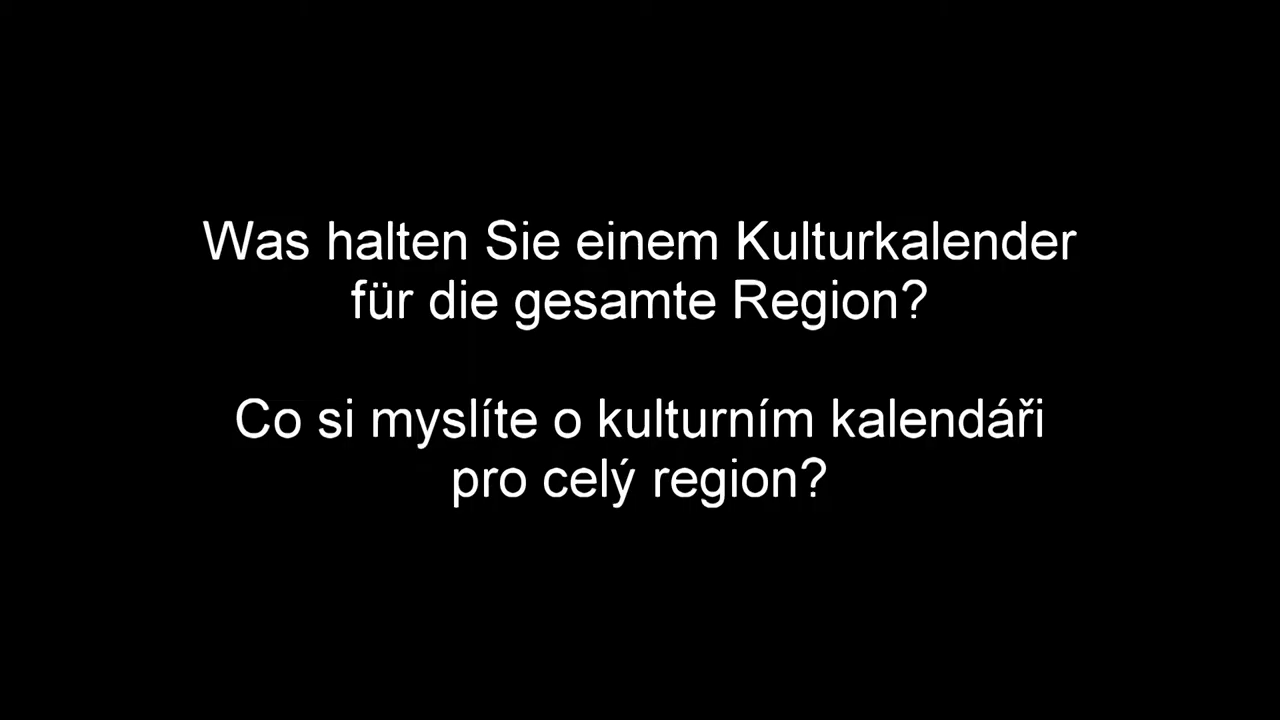 Was halten Sie einem Kulturkalender
für die gesamte Region?
Co si myslíte o kulturním kalendáři
pro celý region?